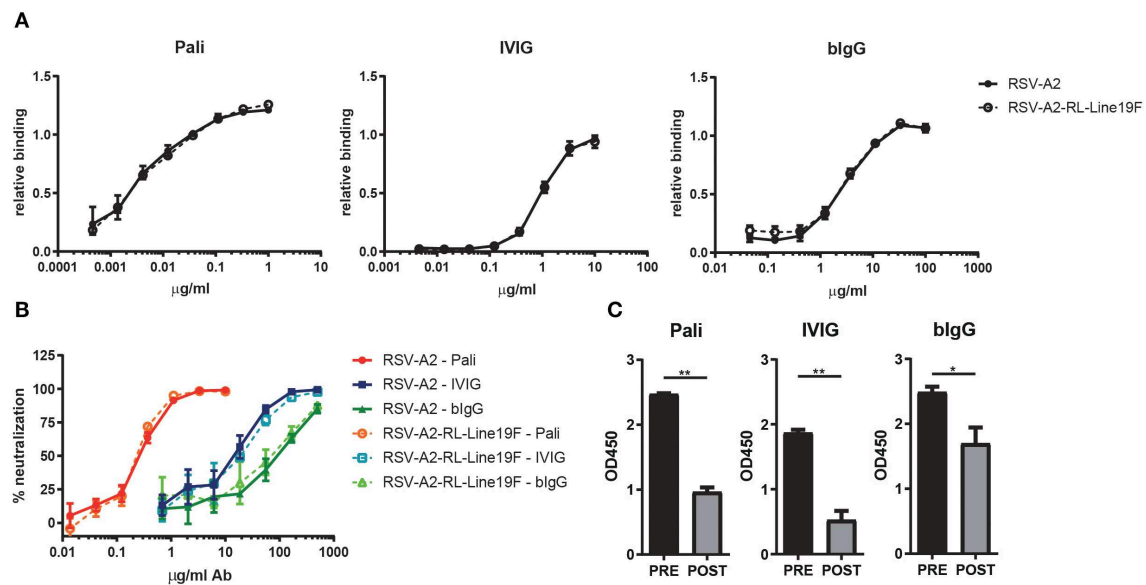 A
Pali
IVIG
bIgG
relative binding
1.5
1.0
0.5
0.0
0.0001
0.001
0.01
0.1
1
10
µg/ml
relative binding
1.5
1.0
0.5
0.0
0.001
0.01
0.1
1
10
100
µg/ml
relative binding
1.5
1.0
0.5
0.0
0.01
0.1
1
10
100
1000
µg/ml
RSV-A2
RSV-A2-RL-Line19F
B
% neutralization
125
100
75
50
25
0
0.01
0.1
1
10
100
1000
µg/ml Ab
RSV-A2 - Pali
RSV-A2 - IVIG
RSV-A2 - bIgG
RSV-A2-RL-Line19F - Pali
RSV-A2-RL-Line19F - IVIG
RSV-A2-RL-Line19F - bIgG
C
Pali
IVIG
bIgG
OD450
3
2
1
0
**
PRE
POST
OD450
3
2
1
0
**
PRE
POST
OD450
3
2
1
0
*
PRE
POST